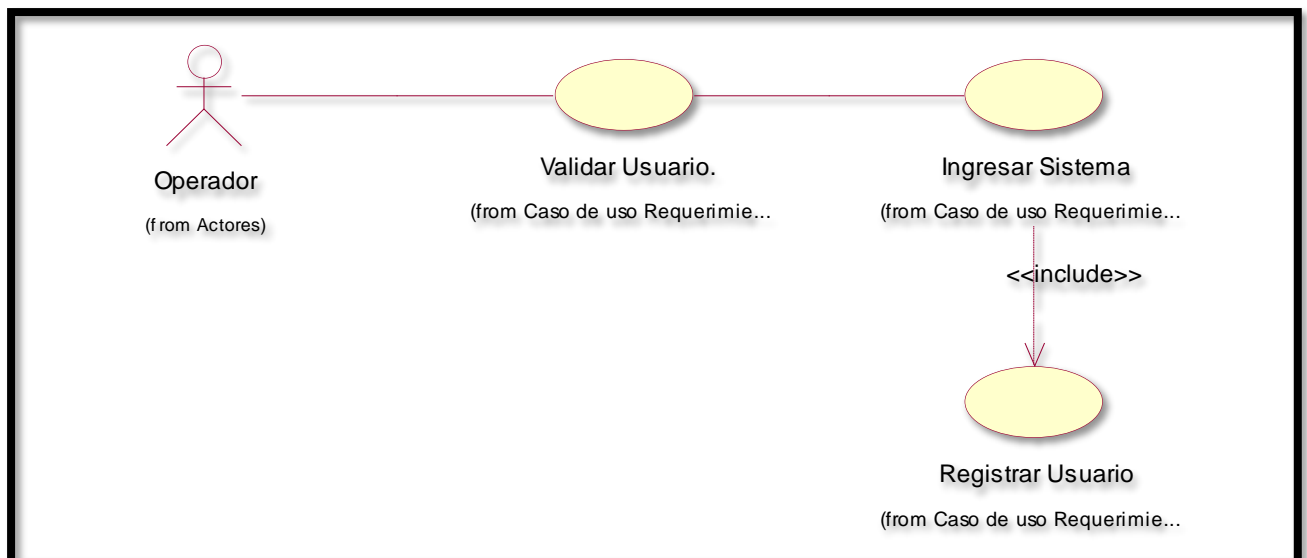 Operador
(from Actores)
Validar Usuario.
(from Caso de uso Requerimie...
Ingresar Sistema
(from Caso de uso Requerimie...
<<include>>
Registrar Usuario
(from Caso de uso Requerimie...